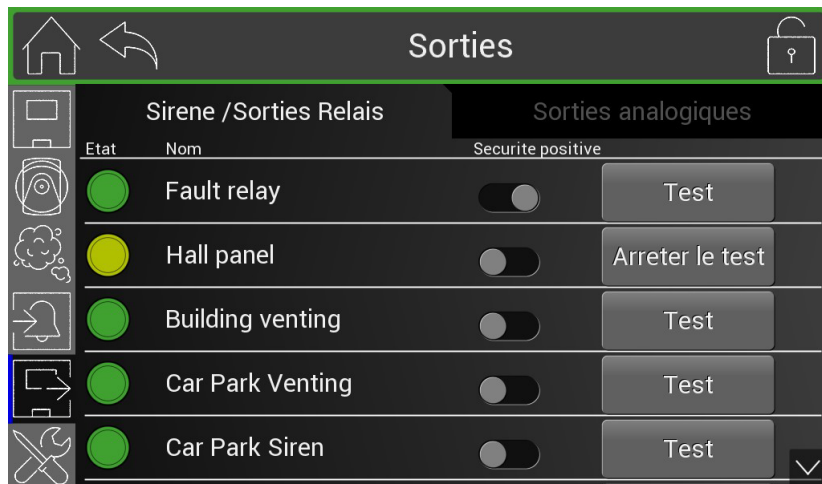 Sorties
Sirene /Sorties Relais Sorties analogiques
Etat Nom Securite positive
Fault relay Test
Hall panel Arreter le test
Building venting Test
Car Park Venting Test
Car Park Siren Test